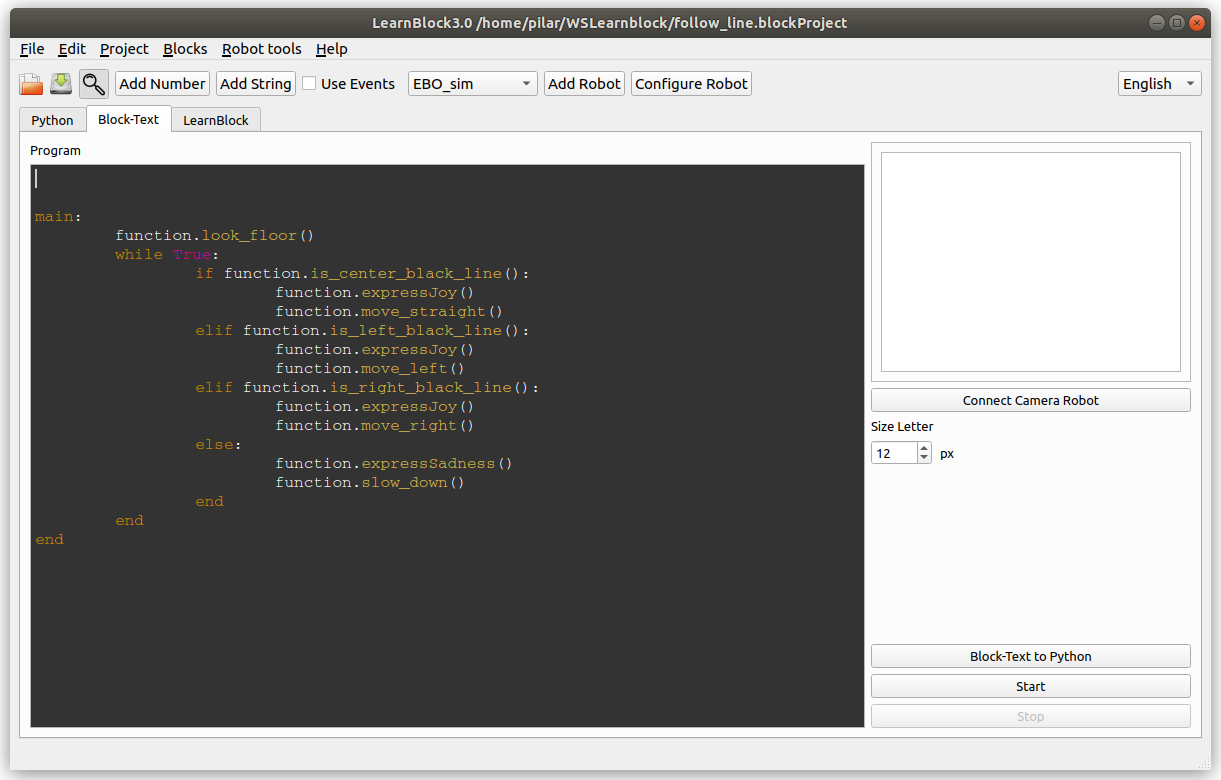 LearnBlock3.0 /home/pilar/WSLearnblock/follow_line.blockProject
File Edit Project Blocks Robot tools Help
Add Number Add String Use Events EBO_sim Add Robot Configure Robot English
Python Block-Text LearnBlock
Program
main:
function.look_floor()
while True:
if function.is_center_black_line():
function.expressJoy()
function.move_straight()
elif function.is_left_black_line():
function.expressJoy()
function.move_left()
elif function.is_right_black_line():
function.expressJoy()
function.move_right()
else:
function.expressSadness()
function.slow_down()
end
end
end
Connect Camera Robot
Size Letter
12 px
Block-Text to Python
Start
Stop